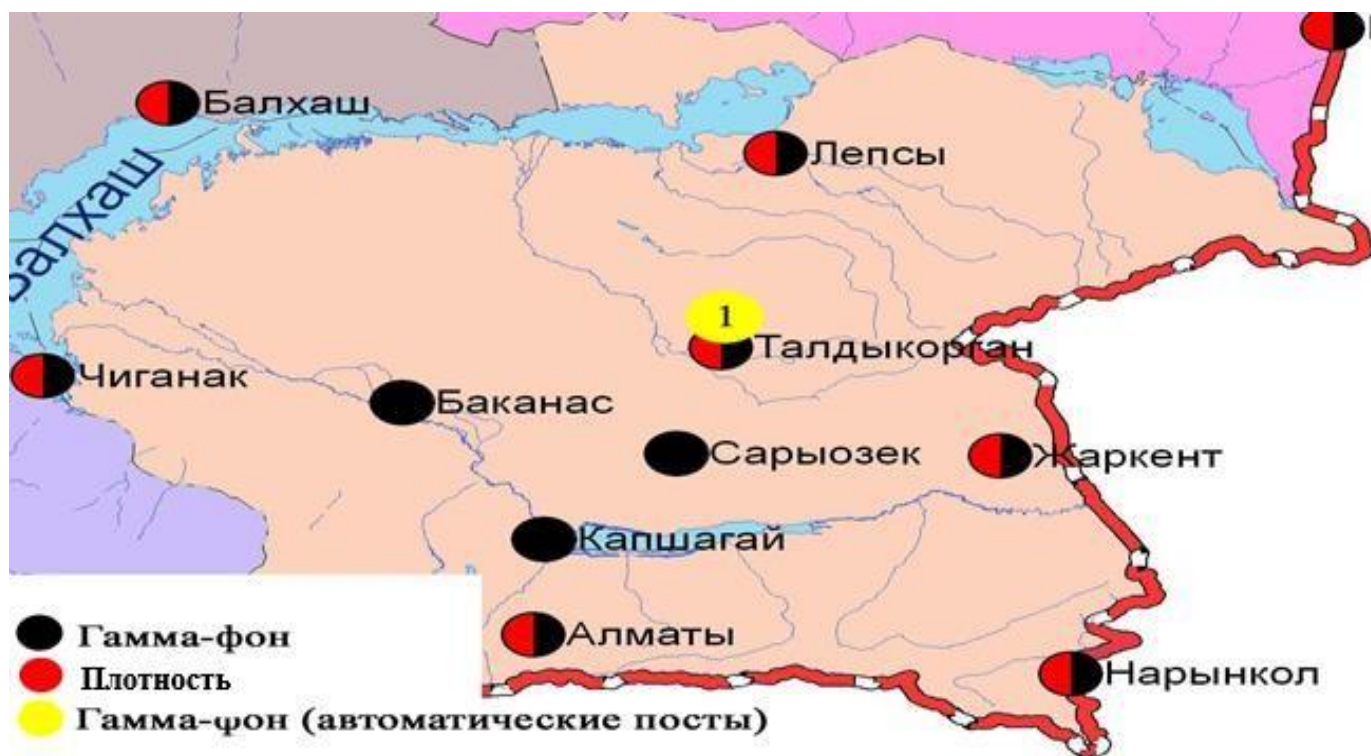 Балхаш
Лепсы
Балхаш
1
Талдыкорган
Чиганак
Баканас
Сарыозек
Жаркент
Капшагай
Гамма-фон
Алматы
Плотность
Нарынкол
Гамма-фон (автоматические посты)